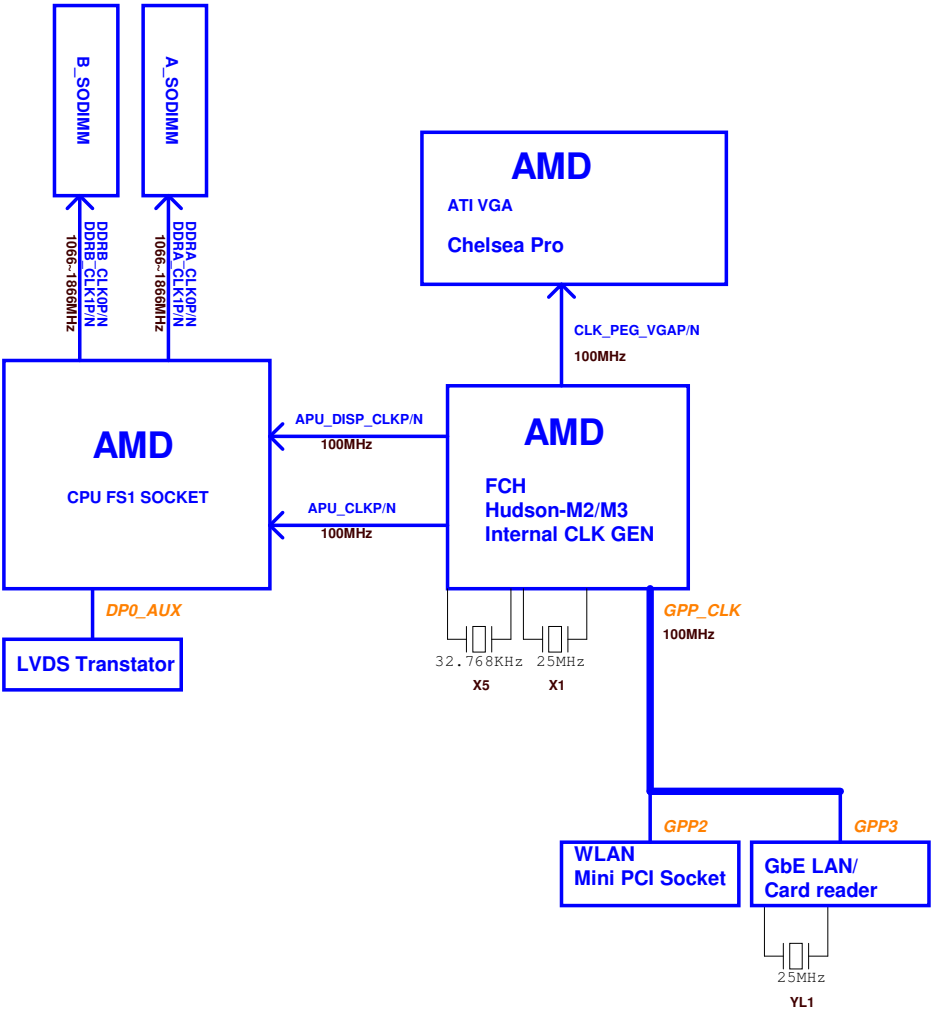 B_SODIMM
A_SODIMM
DDRB_CLK0P/N
DDRB_CLK1P/N
1066~1866MHz
DDRA_CLK0P/N
DDRA_CLK1P/N
1066~1866MHz
AMD
ATI VGA
Chelsea Pro
CLK_PEG_VGAP/N
100MHz
AMD
CPU FS1 SOCKET
APU_DISP_CLKP/N
100MHz
APU_CLKP/N
100MHz
AMD
FCH
Hudson-M2/M3
Internal CLK GEN
DP0_AUX
LVDS Transtator
32.768KHz
X5
25MHz
X1
GPP_CLK
100MHz
GPP2
WLAN
Mini PCI Socket
GPP3
GbE LAN/
Card reader
25MHz
YL1